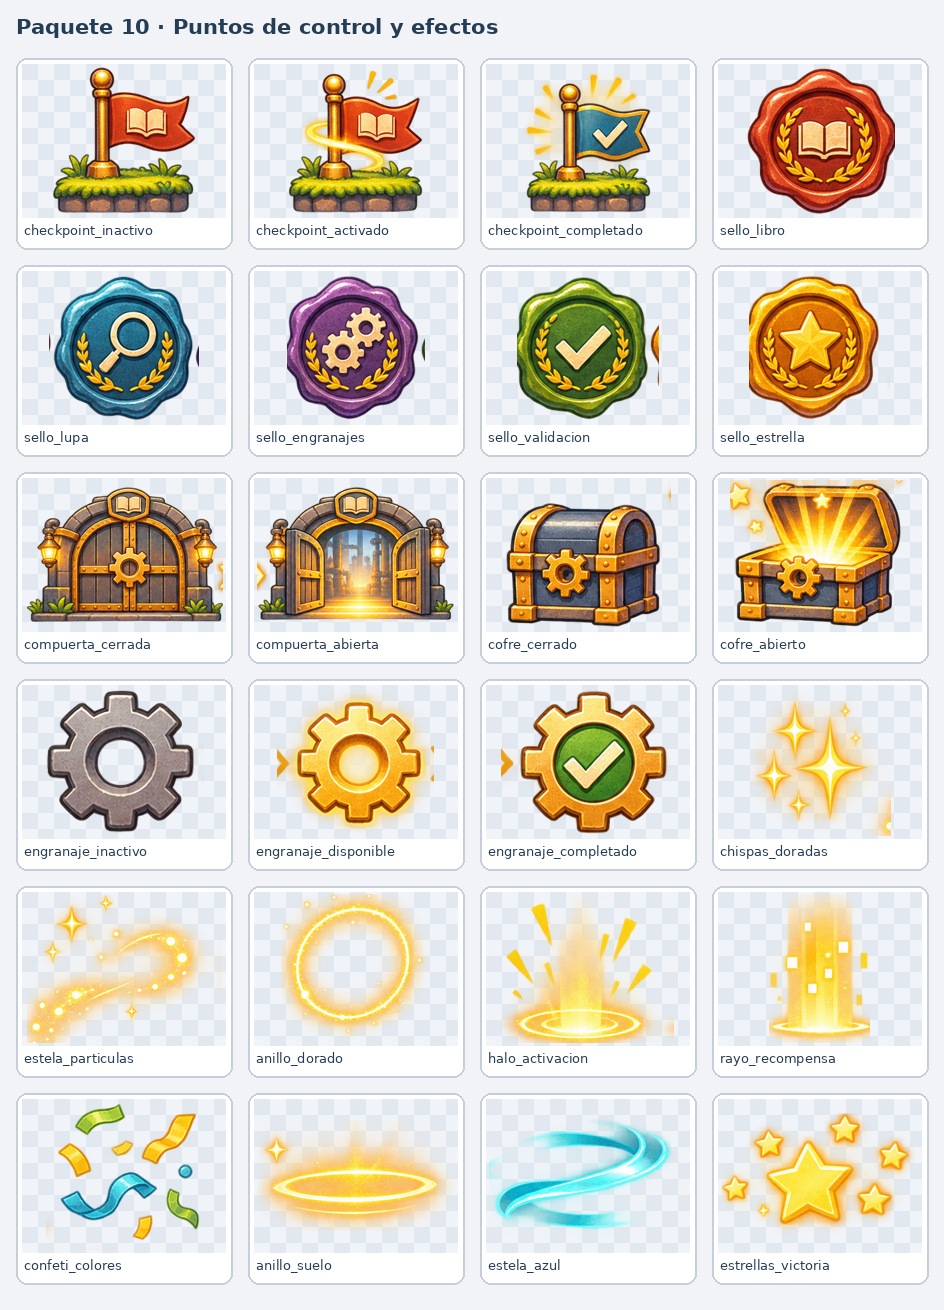 Paquete 10 · Puntos de control y efectos
checkpoint_inactivo
checkpoint_activado
checkpoint_completado
sello_libro
sello_lupa
sello_engranajes
sello_validacion
sello_estrella
compuerta_cerrada
compuerta_abierta
cofre_cerrado
cofre_abierto
engranaje_inactivo
engranaje_disponible
engranaje_completado
chispas_doradas
estela_particulas
anillo_dorado
halo_activacion
rayo_recompensa
confeti_colores
anillo_suelo
estela_azul
estrellas_victoria